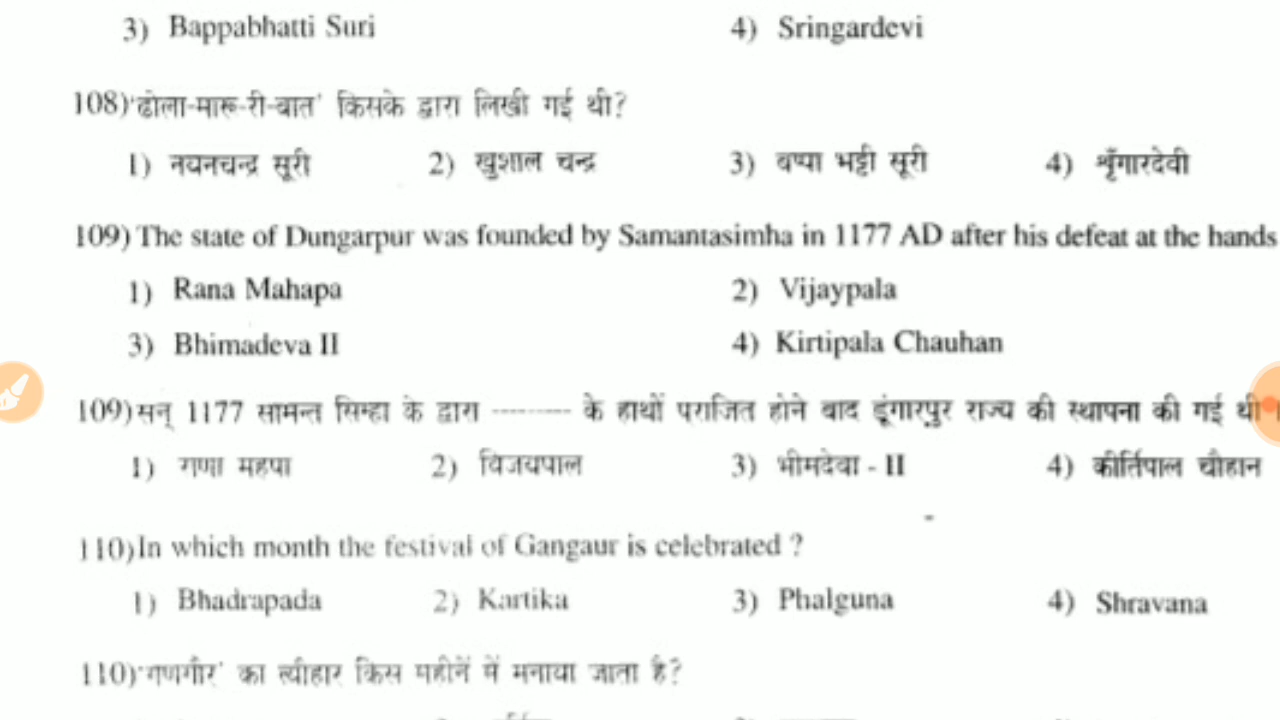 3) Bappabhatti Suri 4) Sringardevi
108) 'ढोला-मारू-री-बात' किसके द्वारा लिखी गई थी?
1) नयनचन्द्र सूरी 2) खुशाल चन्द्र 3) बप्पा भट्टी सूरी 4) श्रृँगारदेवी
109) The state of Dungarpur was founded by Samantasimha in 1177 AD after his defeat at the hands
1) Rana Mahapa 2) Vijaypala
3) Bhimadeva II 4) Kirtipala Chauhan
109) सन् 1177 सामन्त सिम्हा के द्वारा --------- के हाथों पराजित होने बाद डूंगारपुर राज्य की स्थापना की गई थी
1) राणा महपा 2) विजयपाल 3) भीमदेवा - II 4) कीर्तिपाल चौहान
110) In which month the festival of Gangaur is celebrated ?
1) Bhadrapada 2) Kartika 3) Phalguna 4) Shravana
110) 'गणगौर' का त्यौहार किस महीनें में मनाया जाता है?